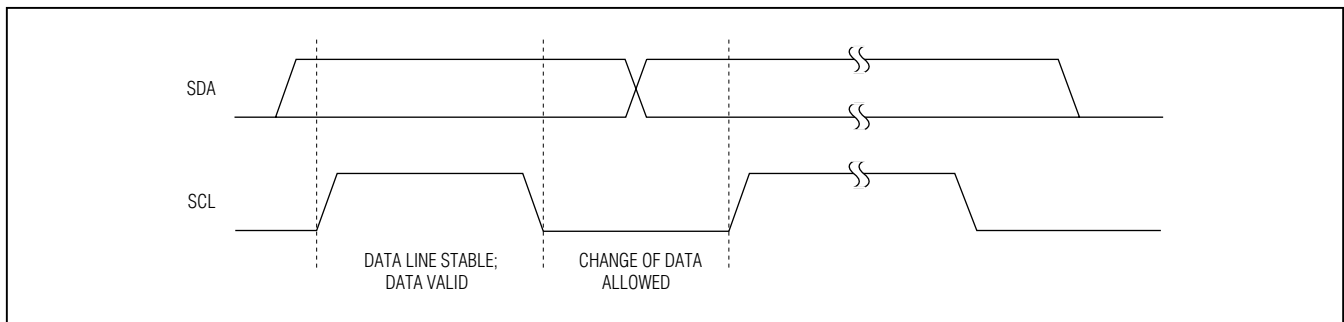 SDA
SCL
DATA LINE STABLE;
DATA VALID
CHANGE OF DATA
ALLOWED